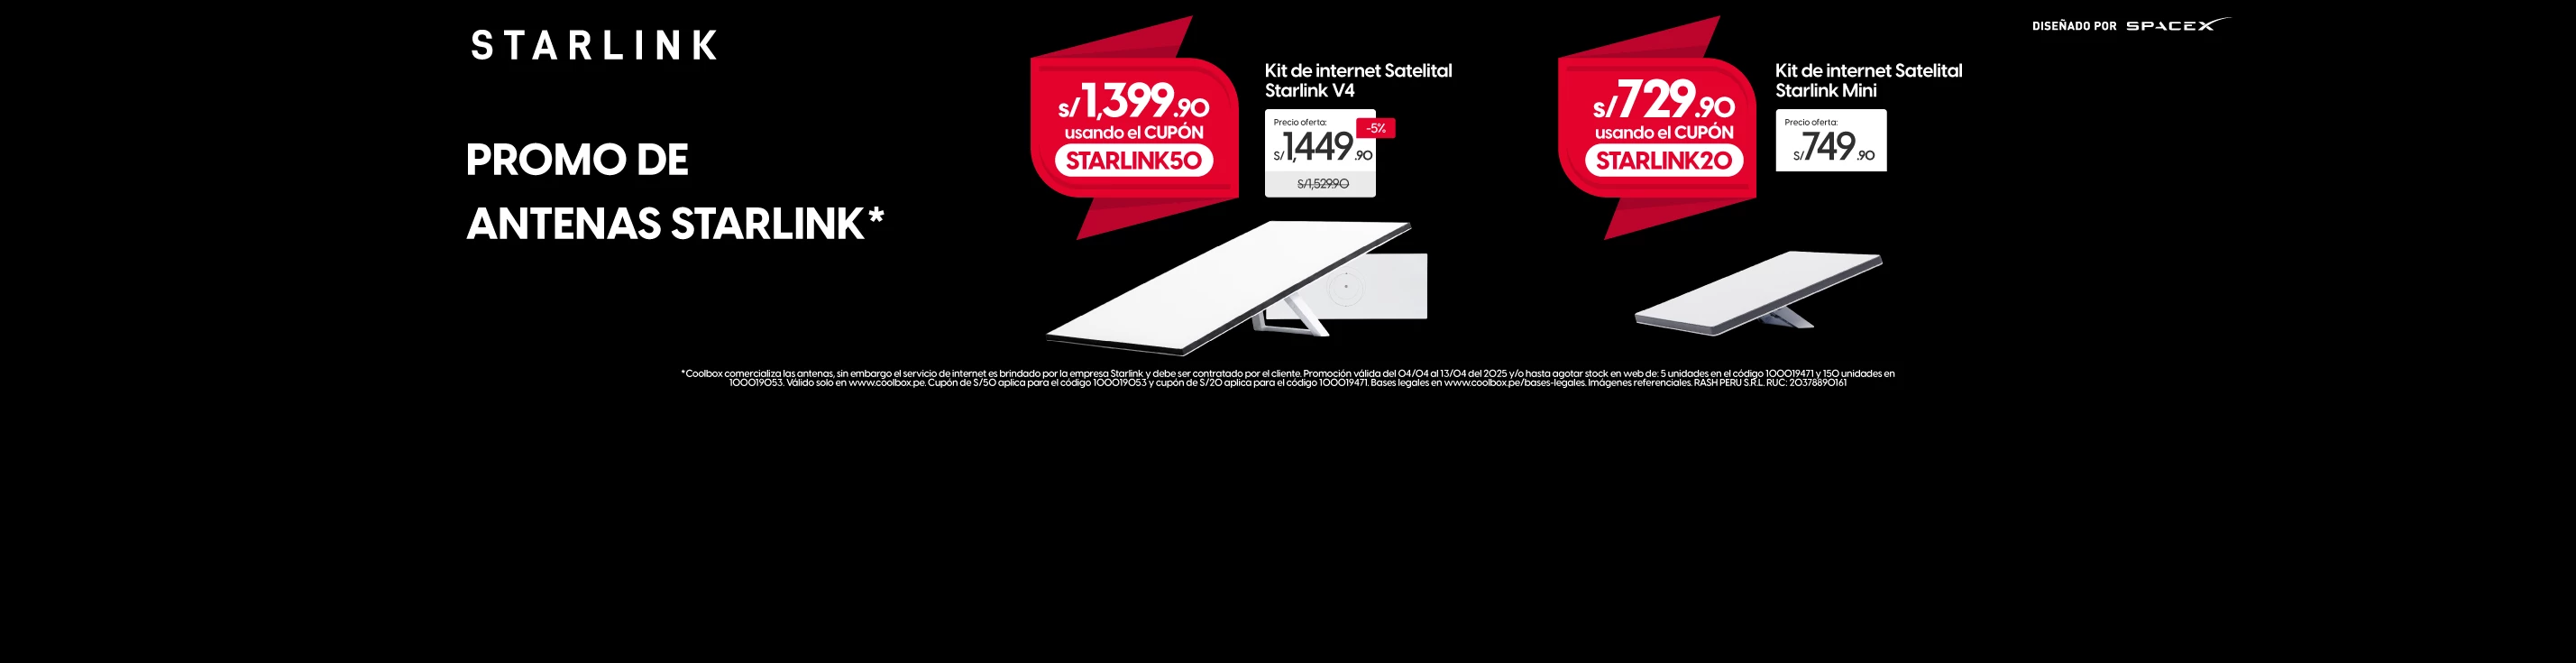 STARLINK
PROMO DE
ANTENAS STARLINK*
S/1,399.90
usando el CUPÓN
STARLINK50
Kit de internet Satelital
Starlink V4
Precio oferta:
S/1,449.90
-5%
S/1,529.90
S/729.90
usando el CUPÓN
STARLINK20
Kit de internet Satelital
Starlink Mini
Precio oferta:
S/749.90
DISEÑADO POR SPACEX
*Coolbox comercializa las antenas, sin embargo el servicio de internet es brindado por la empresa Starlink y debe ser contratado por el cliente. Promoción válida del 04/04 al 13/04 del 2025 y/o hasta agotar stock en web de: 5 unidades en el código 100019471 y 150 unidades en
100019053. Válido solo en www.coolbox.pe. Cupón de S/50 aplica para el código 100019053 y cupón de S/20 aplica para el código 100019471. Bases legales en www.coolbox.pe/bases-legales. Imágenes referenciales. RASH PERU S.R.L. RUC: 20378890161